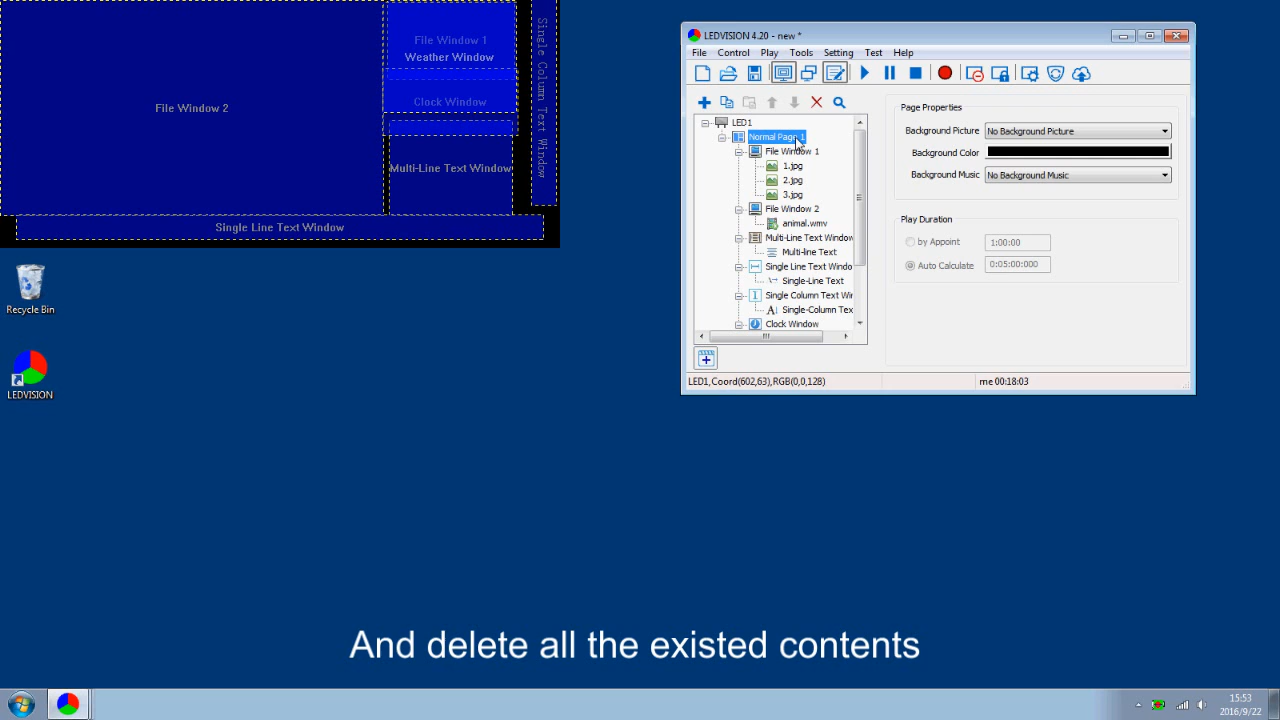 File Window 1
Weather Window
File Window 2
Clock Window
Multi-Line Text Window
Single Column Text Window
Single Line Text Window
Recycle Bin
LEDVISION
LEDVISION 4.20 - new *
File Control Play Tools Setting Test Help
LED1
Normal Page 1
File Window 1
1.jpg
2.jpg
3.jpg
File Window 2
animal.wmv
Multi-Line Text Window
Multi-line Text
Single Line Text Windo
Single-Line Text
Single Column Text Wir
Single-Column Tex
Clock Window
Page Properties
Background Picture No Background Picture
Background Color
Background Music No Background Music
Play Duration
by Appoint 1:00:00
Auto Calculate 0:05:00:000
LED1,Coord(602,63),RGB(0,0,128)
me 00:18:03
And delete all the existed contents
15:53
2016/9/22